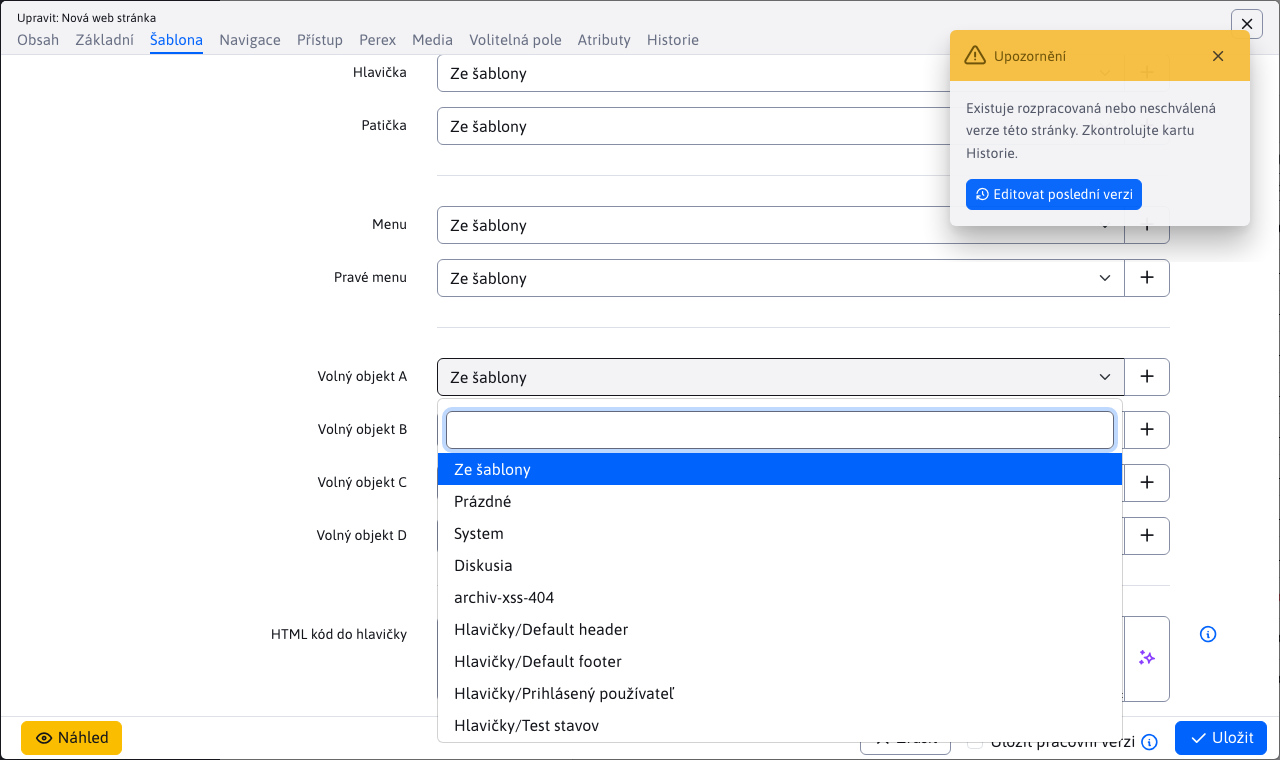 Upravit: Nová web stránka
Obsah Základní Šablona Navigace Přístup Perex Media Volitelná pole Atributy Historie
Upozornění
Existuje rozpracovaná nebo neschválená
verze této stránky. Zkontrolujte kartu
Historie.
Editovat poslední verzi
Hlavička Ze šablony
Patička Ze šablony
Menu Ze šablony
Pravé menu Ze šablony
Volný objekt A Ze šablony
Volný objekt B
Volný objekt C
Volný objekt D
Ze šablony
Prázdné
System
Diskusia
archiv-xss-404
Hlavičky/Default header
Hlavičky/Default footer
Hlavičky/Prihlásený používateľ
Hlavičky/Test stavov
HTML kód do hlavičky
Náhled Zrušit Uložit pracovní verzi Uložit